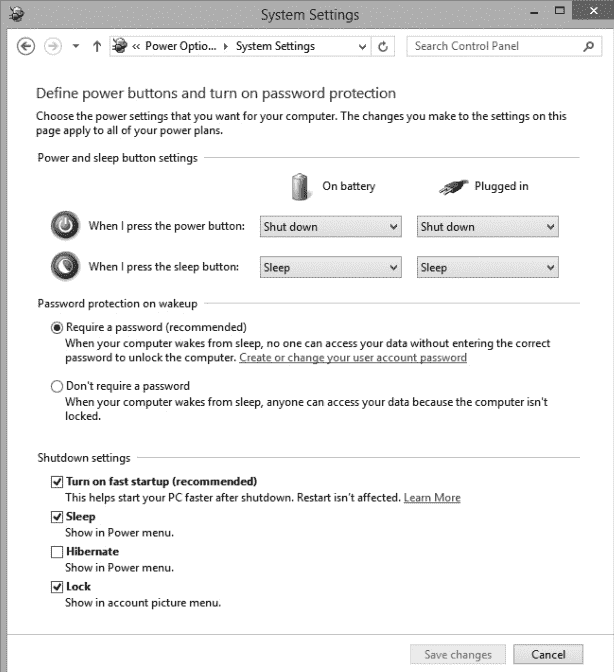 System Settings
« Power Optio... System Settings
Search Control Panel
Define power buttons and turn on password protection
Choose the power settings that you want for your computer. The changes you make to the settings on this
page apply to all of your power plans.
Power and sleep button settings
On battery Plugged in
When I press the power button: Shut down Shut down
When I press the sleep button: Sleep Sleep
Password protection on wakeup
Require a password (recommended)
When your computer wakes from sleep, no one can access your data without entering the correct
password to unlock the computer. Create or change your user account password
Don't require a password
When your computer wakes from sleep, anyone can access your data because the computer isn't
locked.
Shutdown settings
Turn on fast startup (recommended)
This helps start your PC faster after shutdown. Restart isn't affected. Learn More
Sleep
Show in Power menu.
Hibernate
Show in Power menu.
Lock
Show in account picture menu.
Save changes Cancel